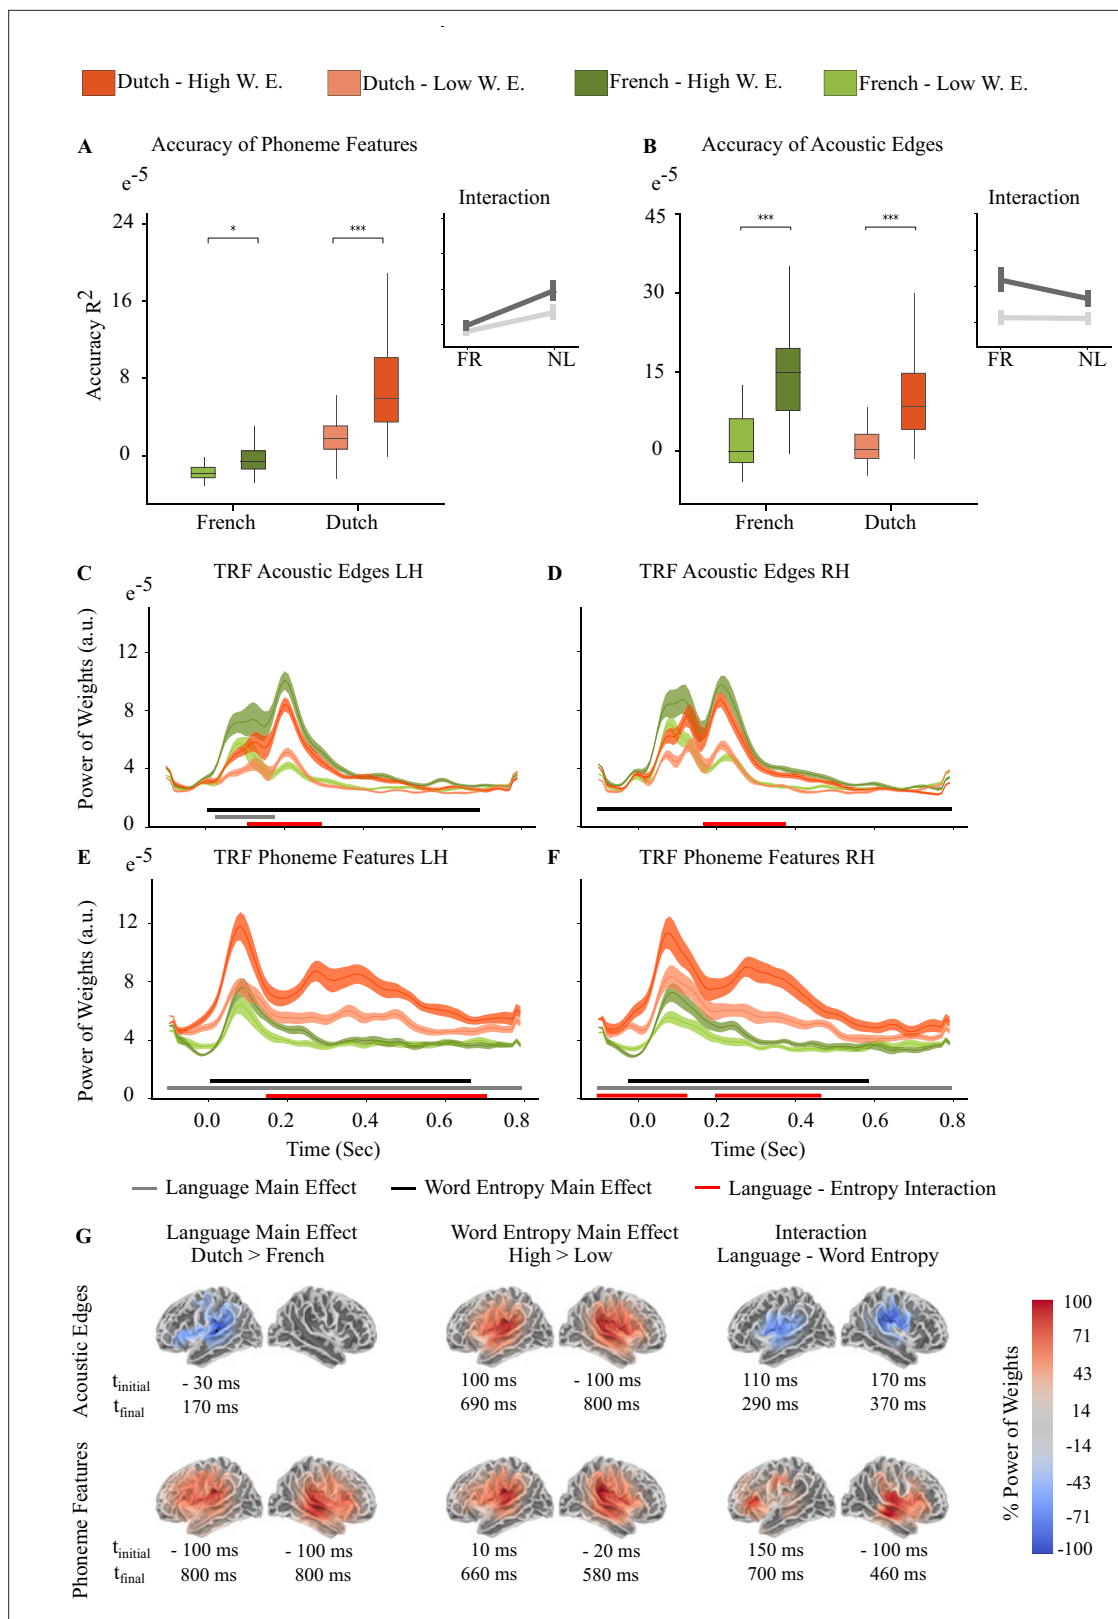 Dutch - High W. E. Dutch - Low W. E. French - High W. E. French - Low W. E.
A Accuracy of Phoneme Features
e-5
Interaction
24
16
8
0
Accuracy R2
* ***
French Dutch
FR NL
B Accuracy of Acoustic Edges
e-5
Interaction
45
30
15
0
*** ***
French Dutch
FR NL
C TRF Acoustic Edges LH
e-5
Power of Weights (a.u.)
12
8
4
0
D TRF Acoustic Edges RH
E TRF Phoneme Features LH
e-5
Power of Weights (a.u.)
12
8
4
0
0.0 0.2 0.4 0.6 0.8
Time (Sec)
F TRF Phoneme Features RH
0.0 0.2 0.4 0.6 0.8
Time (Sec)
Language Main Effect Word Entropy Main Effect Language - Entropy Interaction
G
Language Main Effect Word Entropy Main Effect Interaction
Dutch > French High > Low Language - Word Entropy
Acoustic Edges
tinitial - 30 ms 100 ms - 100 ms 110 ms 170 ms
tfinal 170 ms 690 ms 800 ms 290 ms 370 ms
Phoneme Features
tinitial - 100 ms - 100 ms 10 ms - 20 ms 150 ms - 100 ms
tfinal 800 ms 800 ms 660 ms 580 ms 700 ms 460 ms
% Power of Weights
100
71
43
14
-14
-43
-71
-100